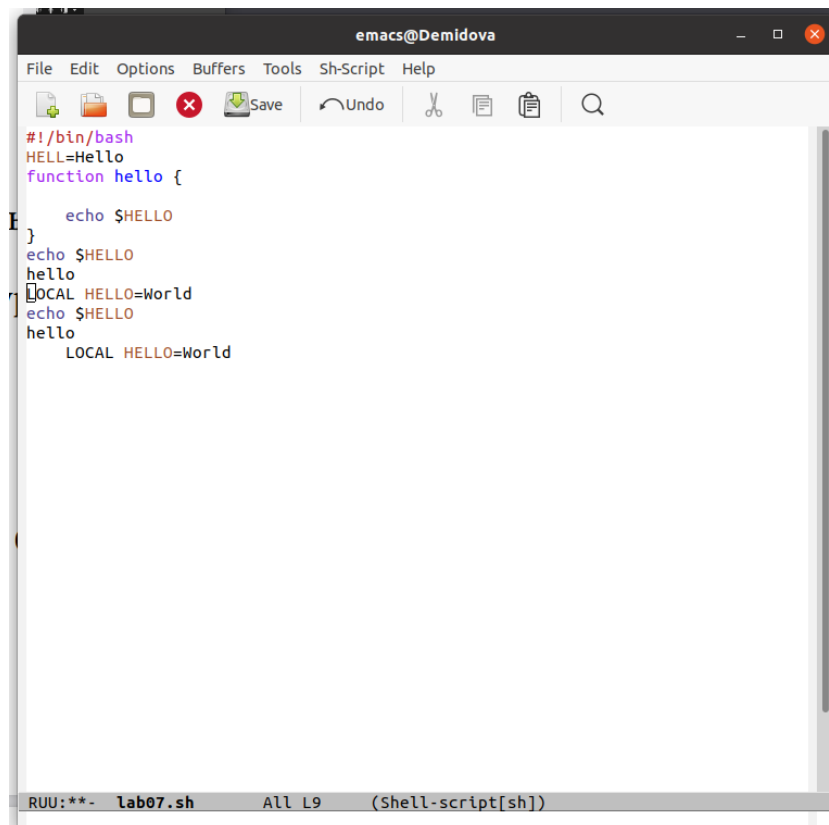 emacs@Demidova
File Edit Options Buffers Tools Sh-Script Help
Save Undo
#!/bin/bash
HELL=Hello
function hello {
    echo $HELLO
}
echo $HELLO
hello
LOCAL HELLO=World
echo $HELLO
hello
    LOCAL HELLO=World
RUU:**-  lab07.sh       All L9     (Shell-script[sh])